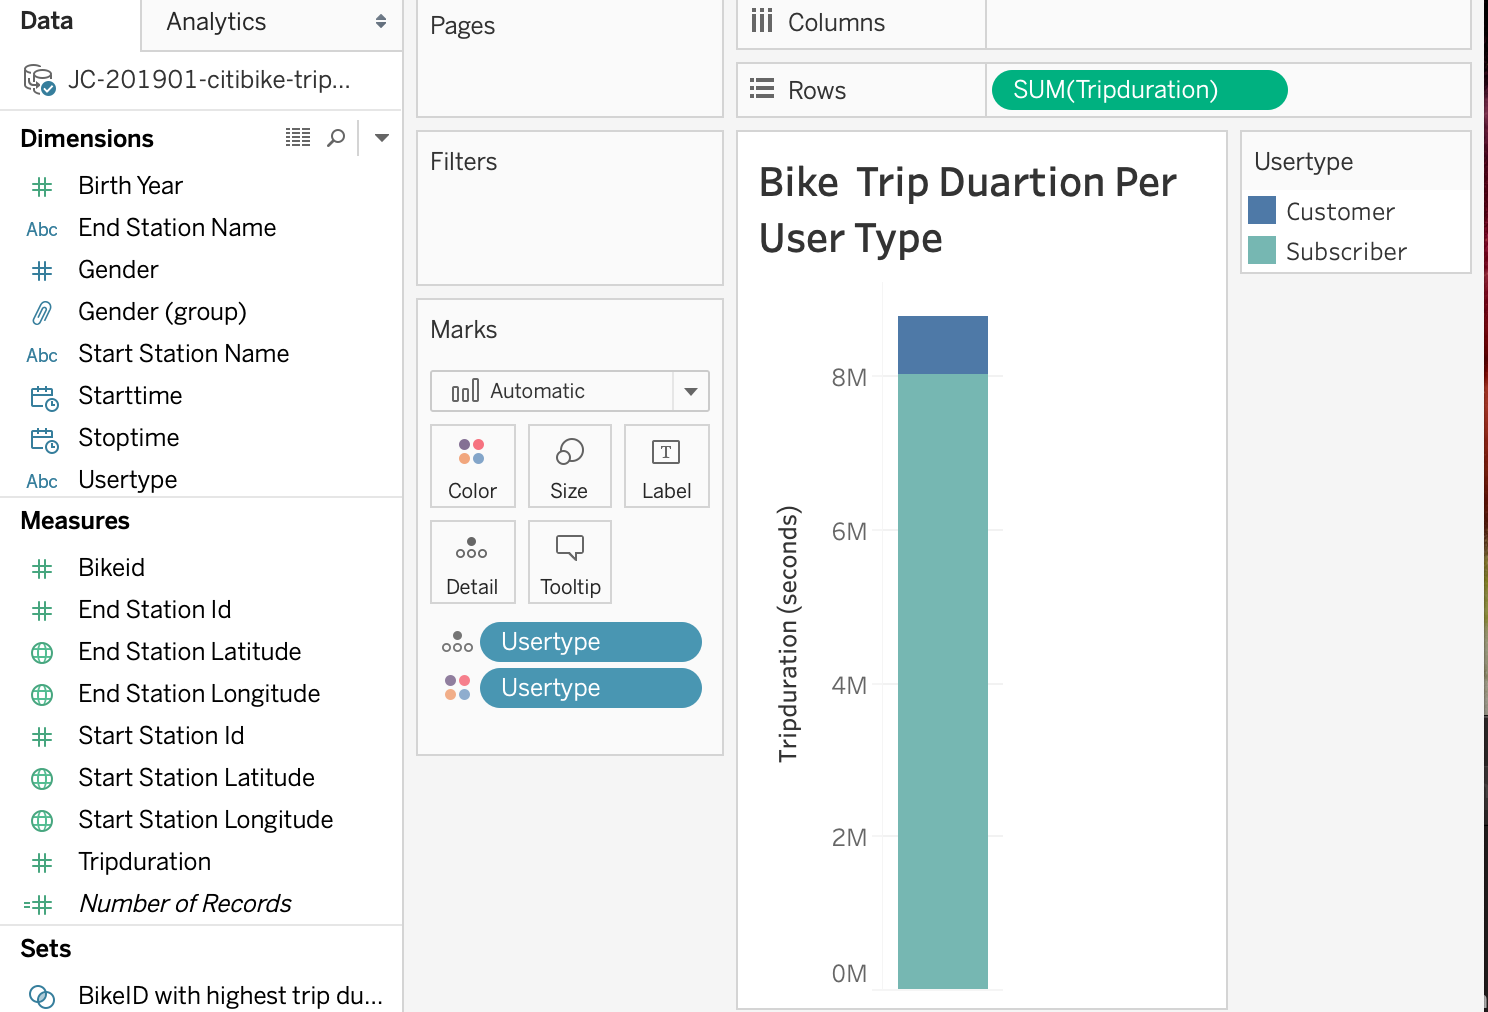 Data
Analytics
JC-201901-citibike-trip...
Dimensions
Birth Year
Abc End Station Name
Gender
Gender (group)
Abc Start Station Name
Starttime
Stoptime
Abc Usertype
Measures
Bikeid
End Station Id
End Station Latitude
End Station Longitude
Start Station Id
Start Station Latitude
Start Station Longitude
Tripduration
Number of Records
Sets
BikeID with highest trip du...
Pages
Filters
Marks
Automatic
Color
Size
T
Label
Detail
Tooltip
Usertype
Usertype
Columns
Rows
SUM(Tripduration)
Bike Trip Duartion Per
User Type
Tripduration (seconds)
8M
6M
4M
2M
0M
Usertype
Customer
Subscriber